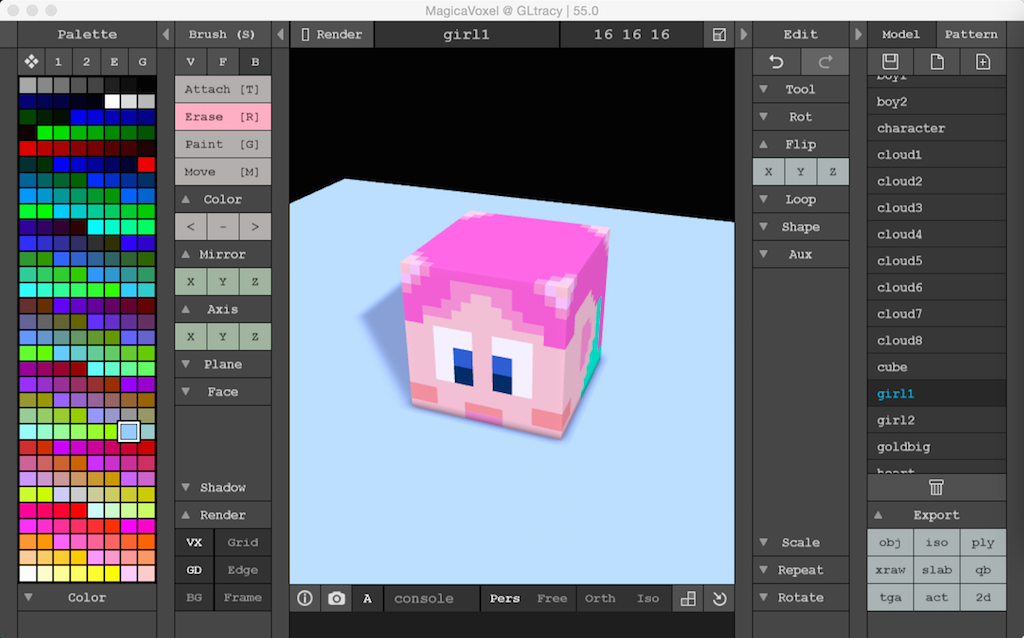 MagicaVoxel @ GLtracy | 55.0
Palette
1 2 E G
Color
Brush (S)
V F B
Attach [T]
Erase [R]
Paint [G]
Move [M]
Color
< - >
Mirror
X Y Z
Axis
X Y Z
Plane
Face
Shadow
Render
VX Grid
GD Edge
BG Frame
Render girl1 16 16 16
A console Pers Free Orth Iso
Edit
Tool
Rot
Flip
X Y Z
Loop
Shape
Aux
Scale
Repeat
Rotate
Model Pattern
boy1
boy2
character
cloud1
cloud2
cloud3
cloud4
cloud5
cloud6
cloud7
cloud8
cube
girl1
girl2
goldbig
heart
Export
obj iso ply
xraw slab qb
tga act 2d